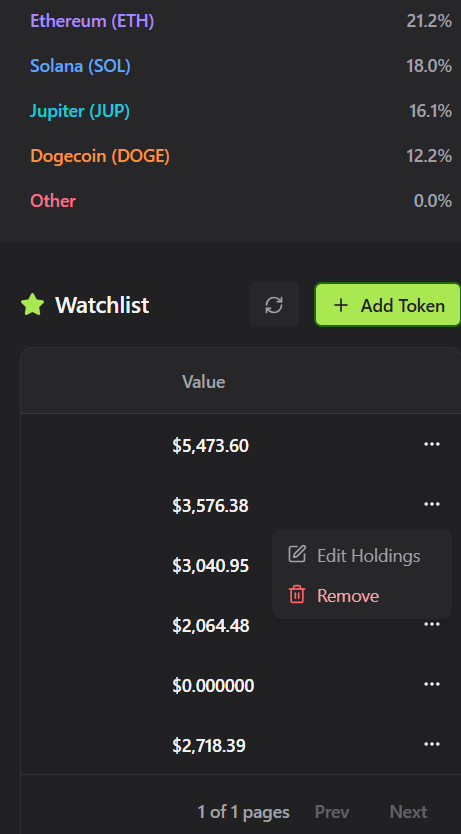 Ethereum (ETH) 21.2%
Solana (SOL) 18.0%
Jupiter (JUP) 16.1%
Dogecoin (DOGE) 12.2%
Other 0.0%
Watchlist Add Token
Value
$5,473.60
$3,576.38
Edit Holdings
$3,040.95
Remove
$2,064.48
$0.000000
$2,718.39
1 of 1 pages Prev Next